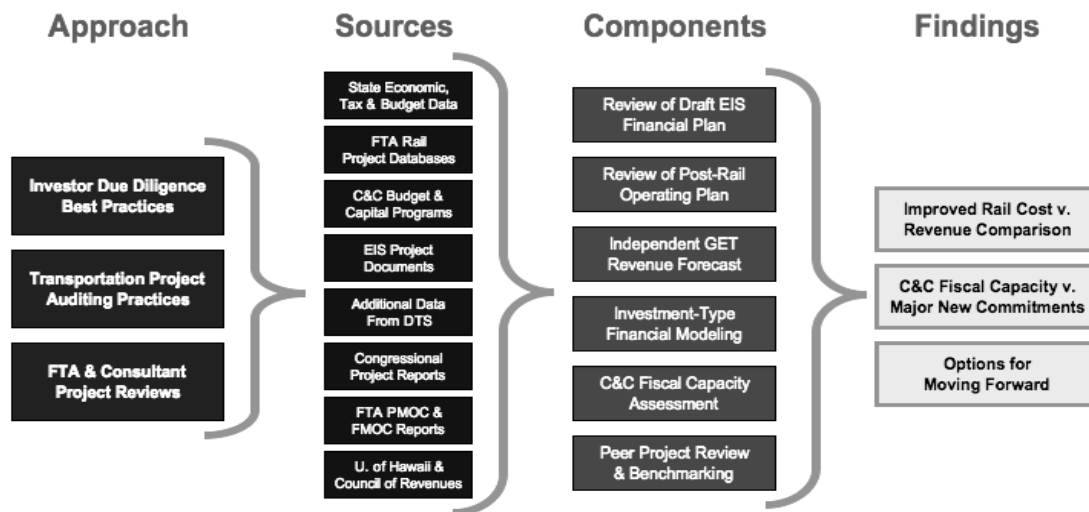 Approach
Investor Due Diligence
Best Practices
Transportation Project
Auditing Practices
FTA & Consultant
Project Reviews
Sources
State Economic,
Tax & Budget Data
FTA Rail
Project Databases
C&C Budget &
Capital Programs
EIS Project
Documents
Additional Data
From DTS
Congressional
Project Reports
FTA PMOC &
FMOC Reports
U. of Hawaii &
Council of Revenues
Components
Review of Draft EIS
Financial Plan
Review of Post-Rail
Operating Plan
Independent GET
Revenue Forecast
Investment-Type
Financial Modeling
C&C Fiscal Capacity
Assessment
Peer Project Review
& Benchmarking
Findings
Improved Rail Cost v.
Revenue Comparison
C&C Fiscal Capacity v.
Major New Commitments
Options for
Moving Forward